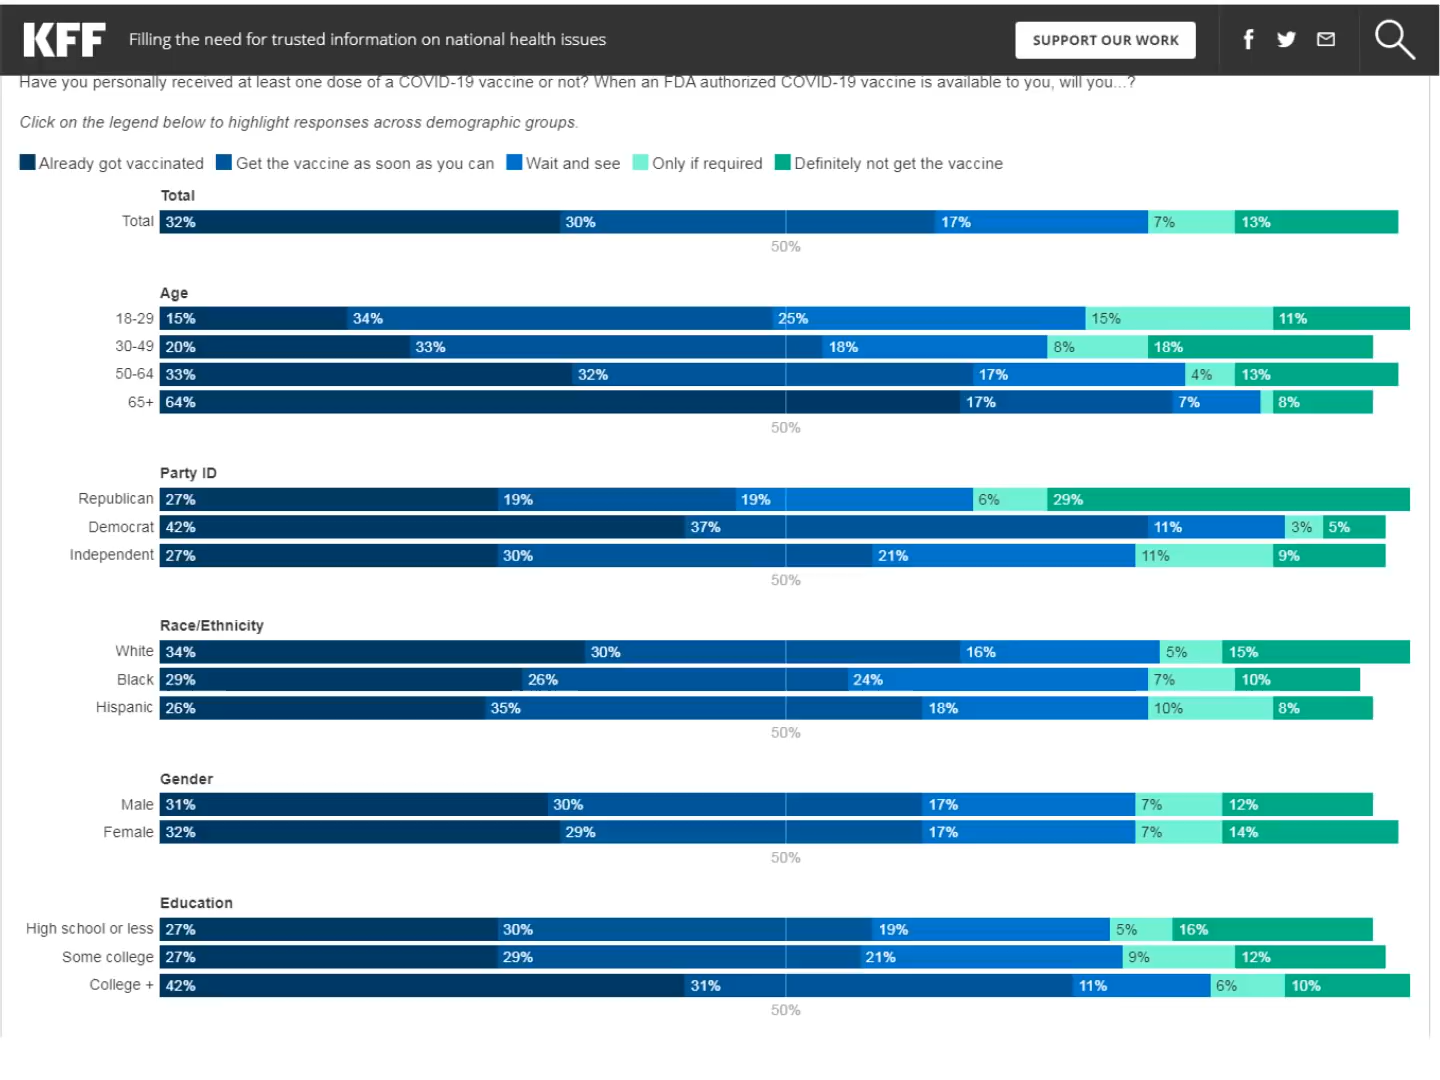 KFF Filling the need for trusted information on national health issues SUPPORT OUR WORK
Have you personally received at least one dose of a COVID-19 vaccine or not? When an FDA authorized COVID-19 vaccine is available to you, will you...?
Click on the legend below to highlight responses across demographic groups.
Already got vaccinated Get the vaccine as soon as you can Wait and see Only if required Definitely not get the vaccine
Total
Total 32% 30% 17% 7% 13%
50%
Age
18-29 15% 34% 25% 15% 11%
30-49 20% 33% 18% 8% 18%
50-64 33% 32% 17% 4% 13%
65+ 64% 17% 7% 8%
50%
Party ID
Republican 27% 19% 19% 6% 29%
Democrat 42% 37% 11% 3% 5%
Independent 27% 30% 21% 11% 9%
50%
Race/Ethnicity
White 34% 30% 16% 5% 15%
Black 29% 26% 24% 7% 10%
Hispanic 26% 35% 18% 10% 8%
50%
Gender
Male 31% 30% 17% 7% 12%
Female 32% 29% 17% 7% 14%
50%
Education
High school or less 27% 30% 19% 5% 16%
Some college 27% 29% 21% 9% 12%
College + 42% 31% 11% 6% 10%
50%